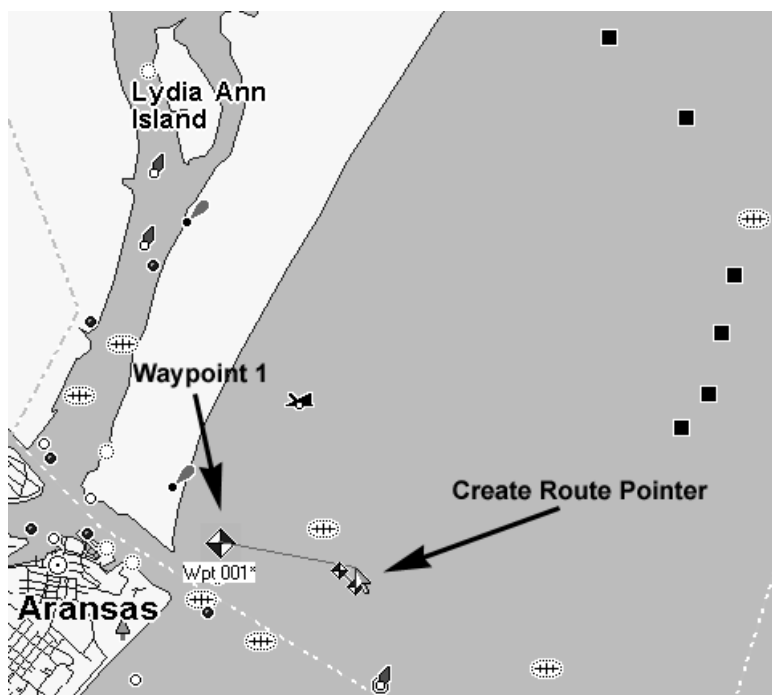 Lydia Ann
Island
Waypoint 1
Create Route Pointer
Wpt 001*
Aransas